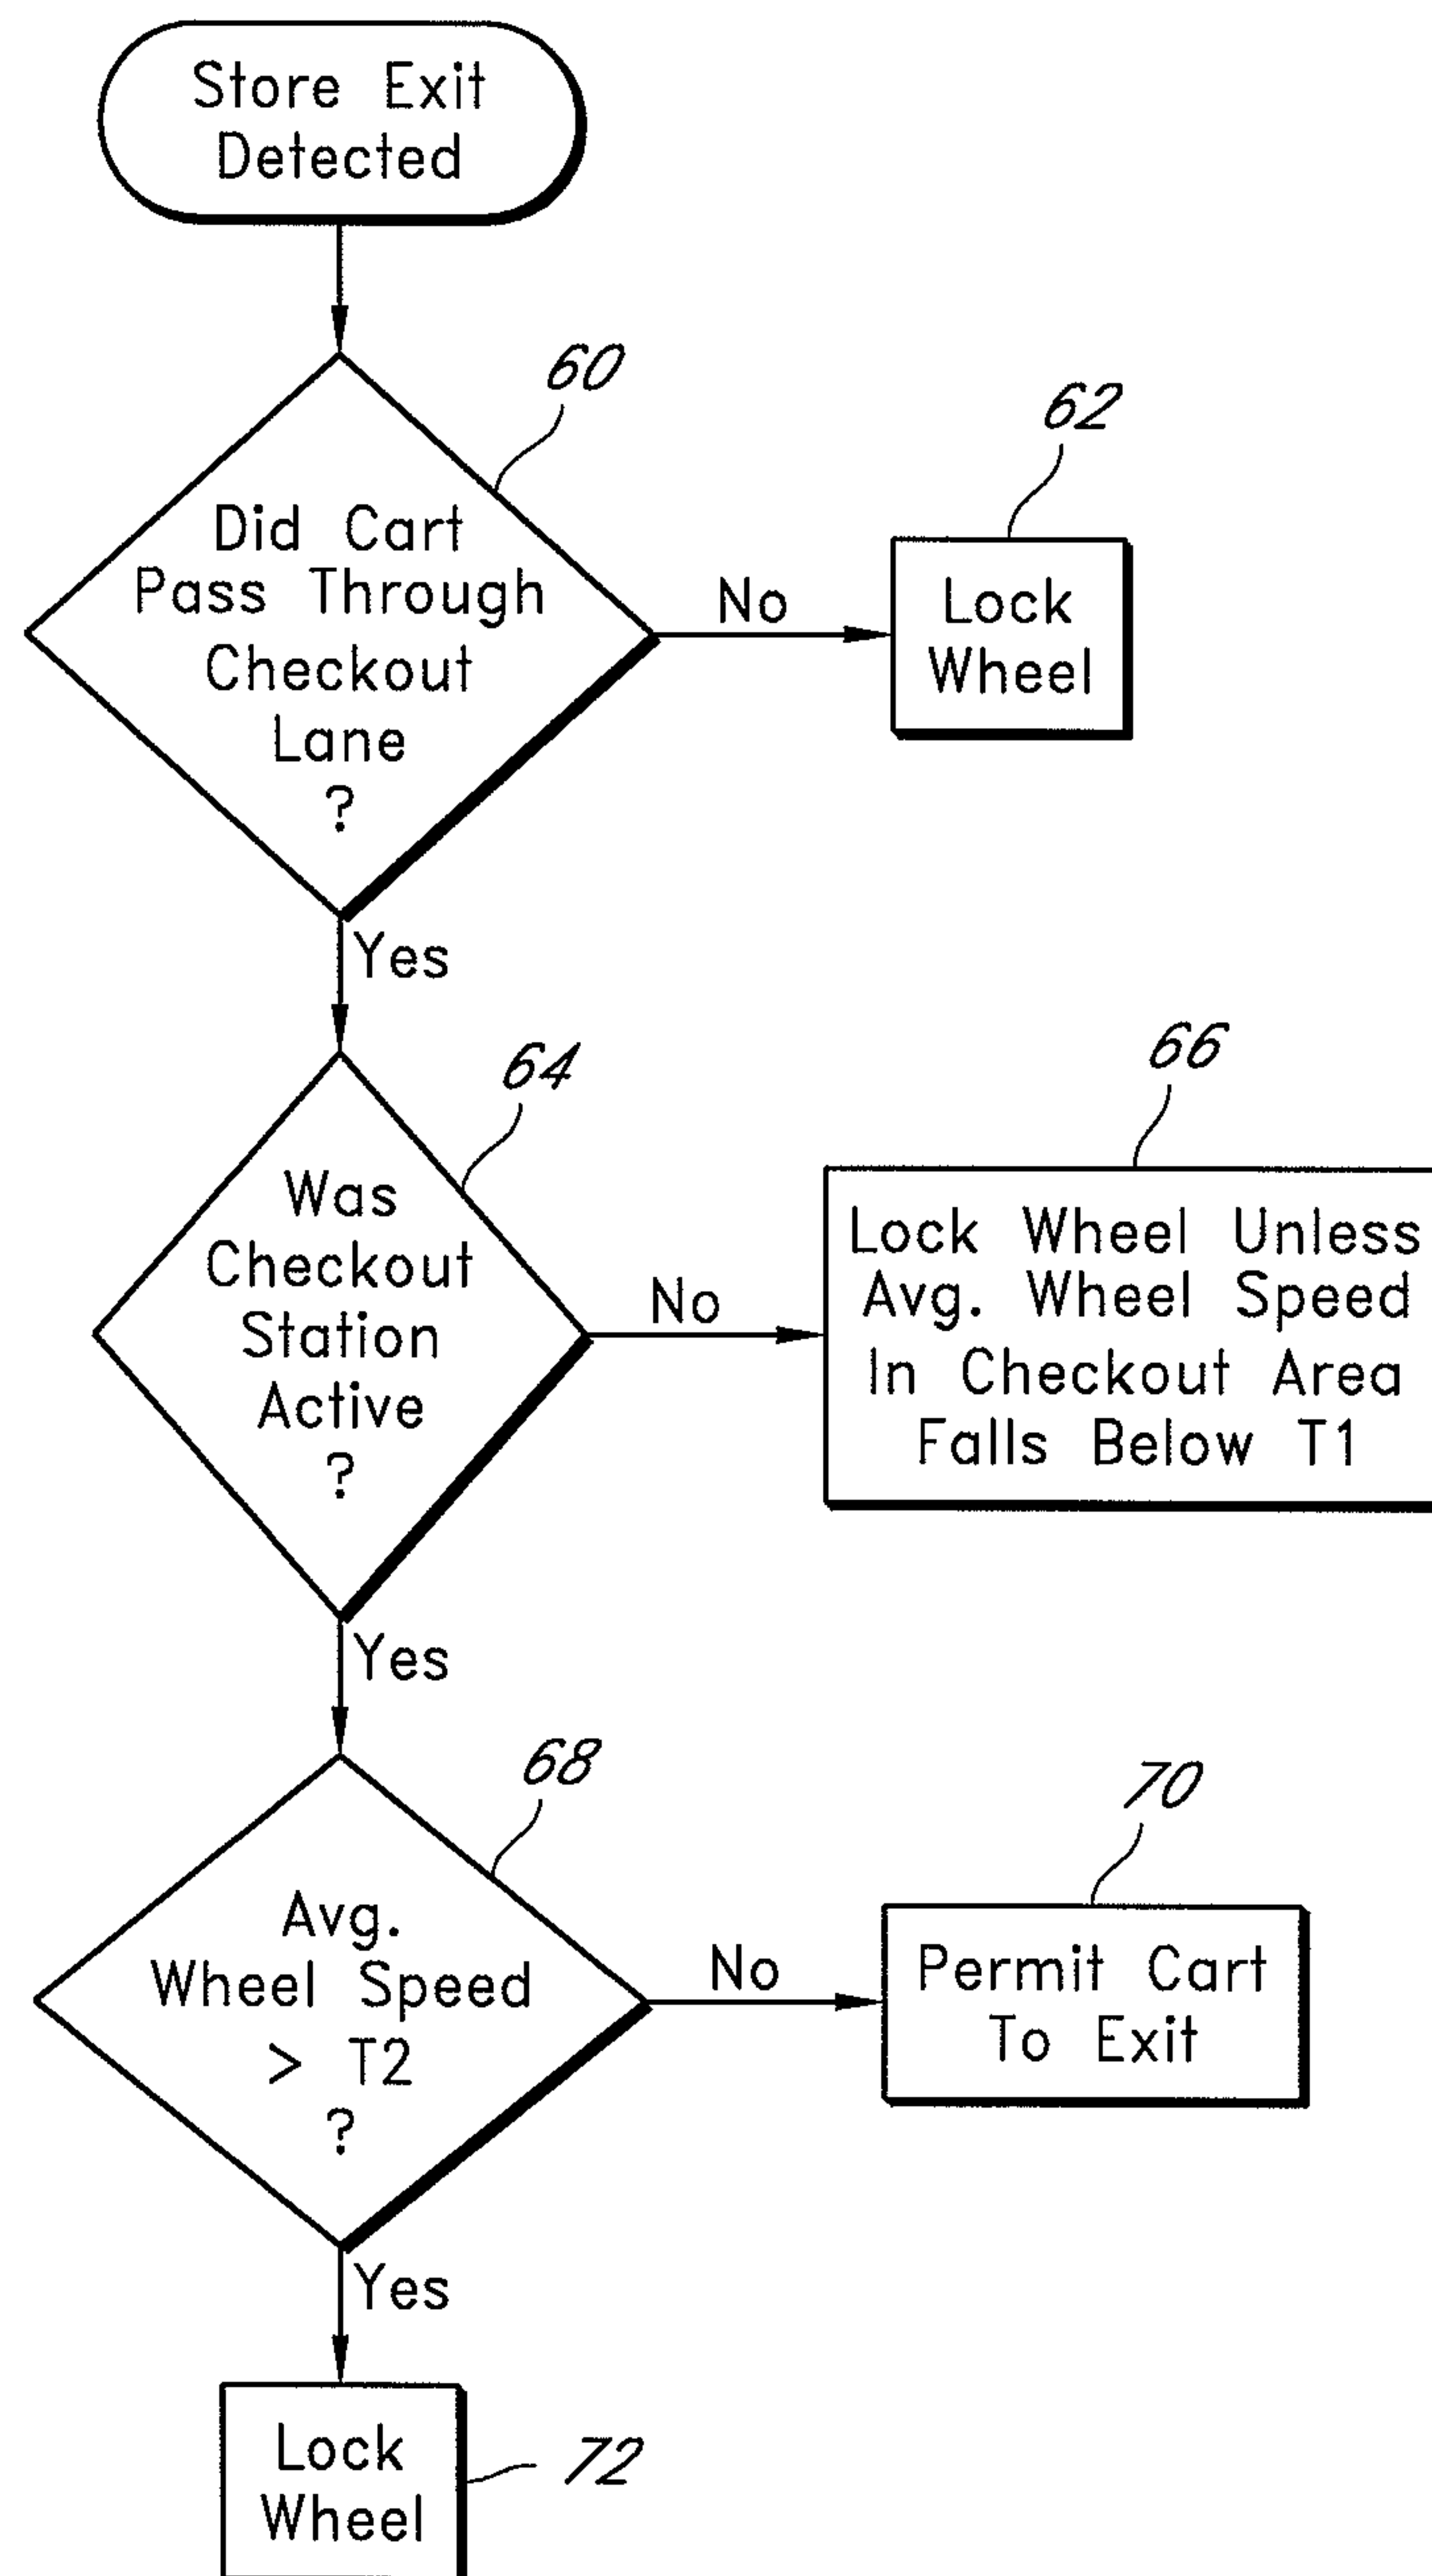 Store Exit
Detected
60
Did Cart
Pass Through
Checkout
Lane
?
No
62
Lock
Wheel
Yes
64
Was
Checkout
Station
Active
?
No
66
Lock Wheel Unless
Avg. Wheel Speed
In Checkout Area
Falls Below T1
Yes
68
Avg.
Wheel Speed
> T2
?
No
70
Permit Cart
To Exit
Yes
Lock
Wheel
72